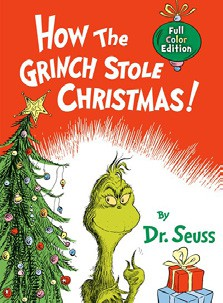 HOW THE
GRINCH STOLE
CHRISTMAS!
Full
Color
Edition
By
Dr. Seuss